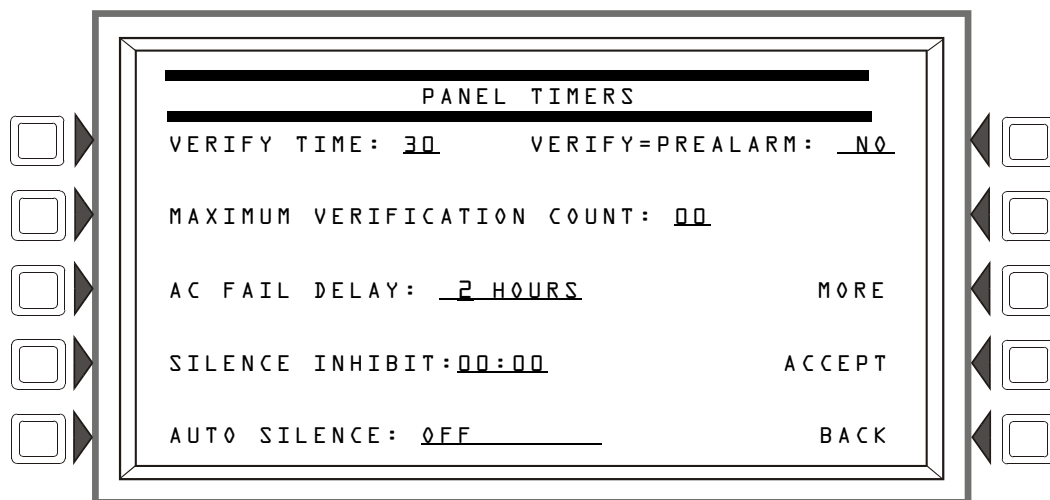 PANEL TIMERS
VERIFY TIME: 30 VERIFY=PREALARM: NO
MAXIMUM VERIFICATION COUNT: 00
AC FAIL DELAY: 2 HOURS MORE
SILENCE INHIBIT:00:00 ACCEPT
AUTO SILENCE: OFF BACK